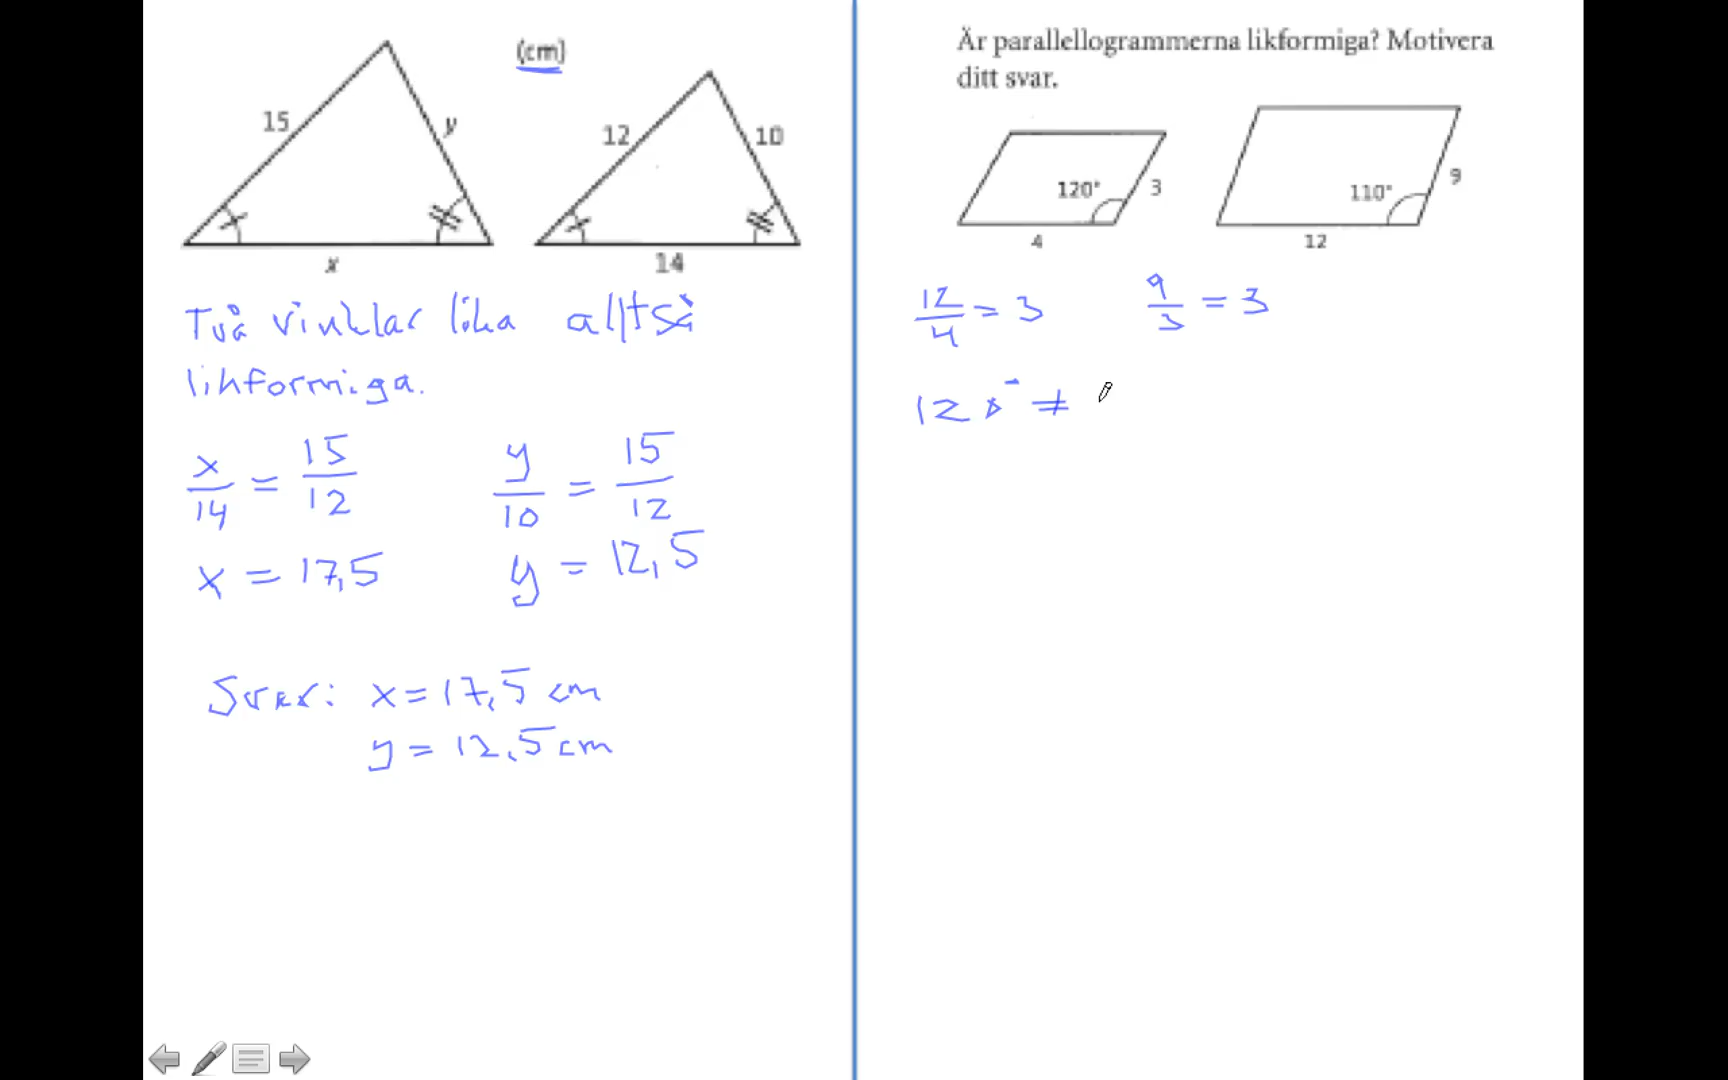 (cm)
15
y
x
12
10
14
Två vinklar lika alltså
likformiga.
x/14 = 15/12
y/10 = 15/12
x = 17,5
y = 12,5
Svar: x = 17,5 cm
y = 12,5 cm
Är parallellogrammerna likformiga? Motivera
ditt svar.
120°
3
4
110°
9
12
12/4 = 3
9/3 = 3
120° ≠